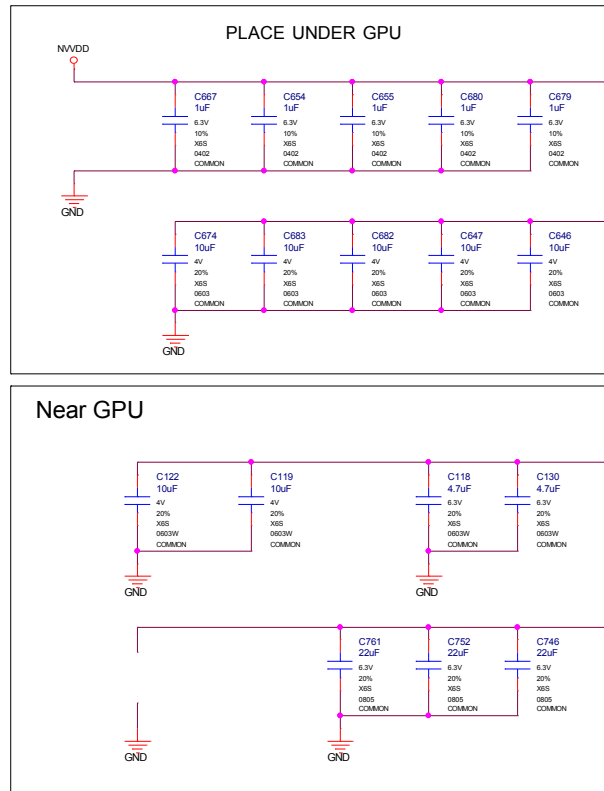 PLACE UNDER GPU
NVVDD
C667 C654 C655 C680 C679
1uF 1uF 1uF 1uF 1uF
6.3V 6.3V 6.3V 6.3V 6.3V
10% 10% 10% 10% 10%
X6S X6S X6S X6S X6S
0402 0402 0402 0402 0402
COMMON COMMON COMMON COMMON COMMON
GND
C674 C683 C682 C647 C646
10uF 10uF 10uF 10uF 10uF
4V 4V 4V 4V 4V
20% 20% 20% 20% 20%
X6S X6S X6S X6S X6S
0603 0603 0603 0603 0603
COMMON COMMON COMMON COMMON COMMON
GND
Near GPU
C122 C119 C118 C130
10uF 10uF 4.7uF 4.7uF
4V 4V 6.3V 6.3V
20% 20% 20% 20%
X6S X6S X6S X6S
0603W 0603W 0603W 0603W
COMMON COMMON COMMON COMMON
GND GND
C761 C752 C746
22uF 22uF 22uF
6.3V 6.3V 6.3V
20% 20% 20%
X6S X6S X6S
0805 0805 0805
COMMON COMMON COMMON
GND GND